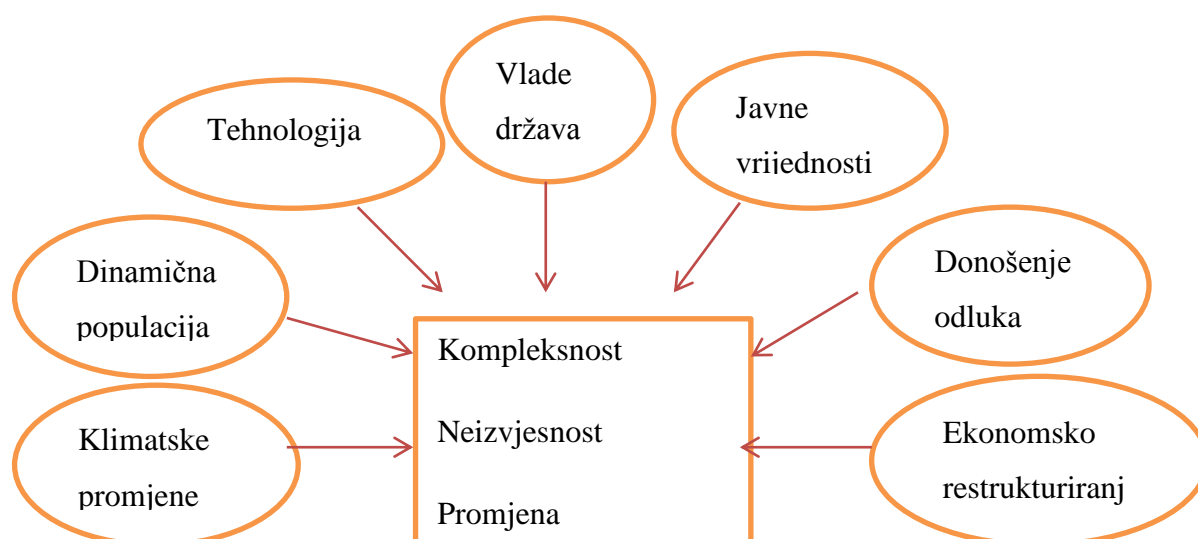 Vlade
država
Tehnologija
Javne
vrijednosti
Dinamična
populacija
Donošenje
odluka
Kompleksnost
Neizvjesnost
Promjena
Klimatske
promjene
Ekonomsko
restrukturiranj